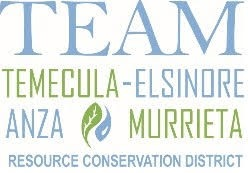 TEAM
TEMECULA-ELSINORE
ANZA MURRIETA
RESOURCE CONSERVATION DISTRICT